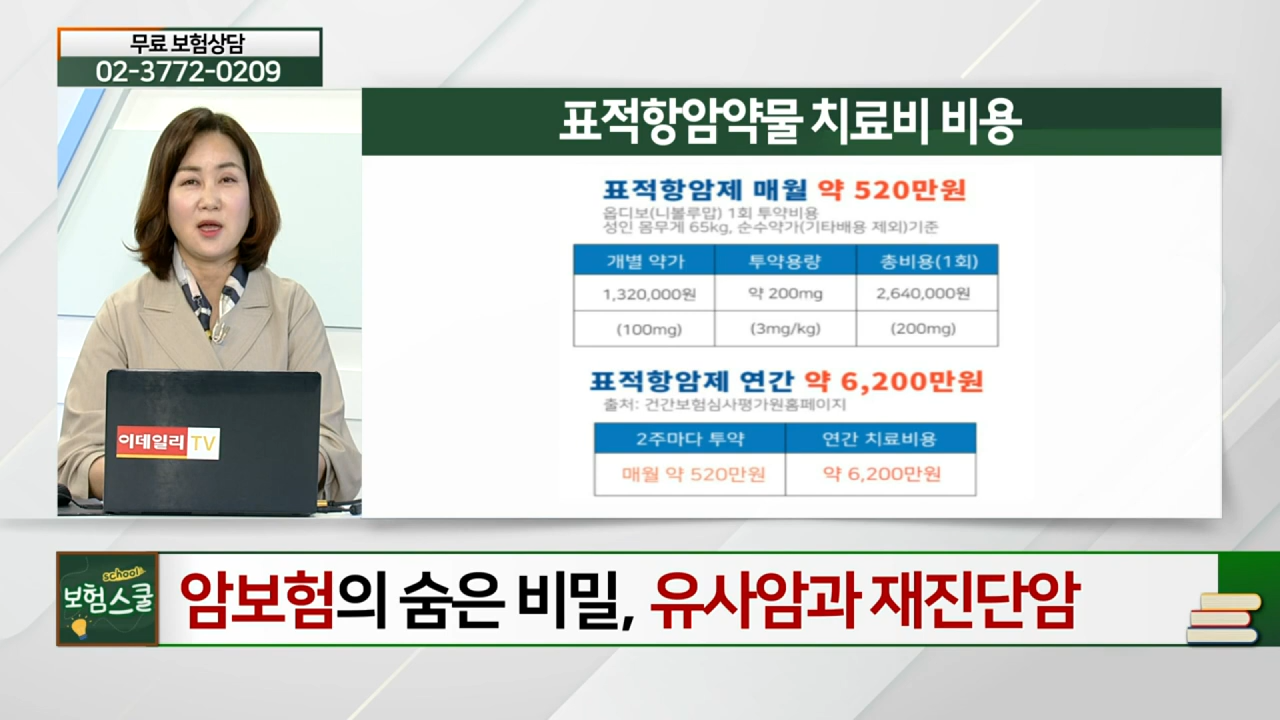 무료 보험상담
02-3772-0209
표적항암약물 치료비 비용
표적항암제 매월 약 520만원
옵디보(니볼루맙) 1회 투약비용
성인 몸무게 65kg, 순수약가(기타배용 제외)기준
개별 약가 투약용량 총비용(1회)
1,320,000원 약 200mg 2,640,000원
(100mg) (3mg/kg) (200mg)
표적항암제 연간 약 6,200만원
출처: 건간보험심사평가원홈페이지
2주마다 투약 연간 치료비용
매월 약 520만원 약 6,200만원
이데일리 TV
school
보험스쿨
암보험의 숨은 비밀, 유사암과 재진단암